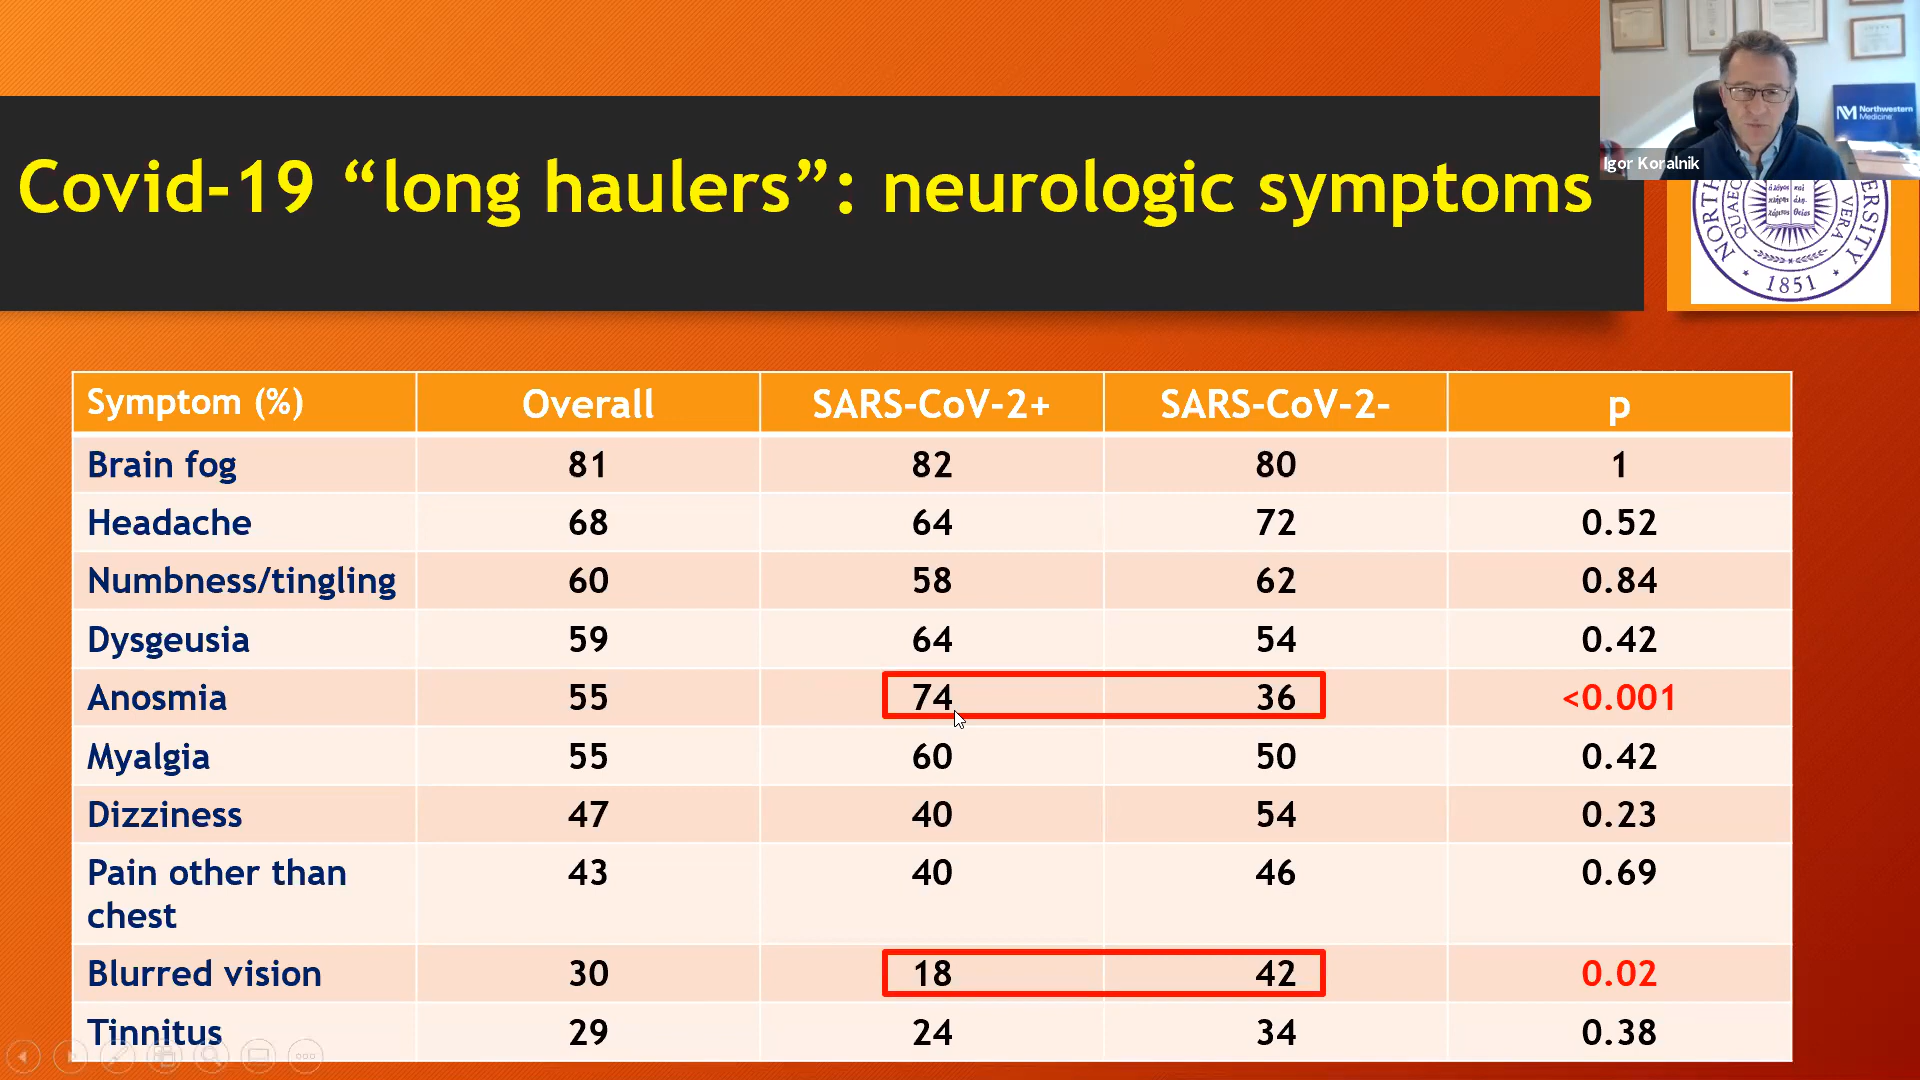 Covid-19 “long haulers”: neurologic symptoms
Northwestern
Medicine
Igor Koralnik
1851
Symptom (%) Overall SARS-CoV-2+ SARS-CoV-2- p
Brain fog 81 82 80 1
Headache 68 64 72 0.52
Numbness/tingling 60 58 62 0.84
Dysgeusia 59 64 54 0.42
Anosmia 55 74 36 <0.001
Myalgia 55 60 50 0.42
Dizziness 47 40 54 0.23
Pain other than 43 40 46 0.69
chest
Blurred vision 30 18 42 0.02
Tinnitus 29 24 34 0.38